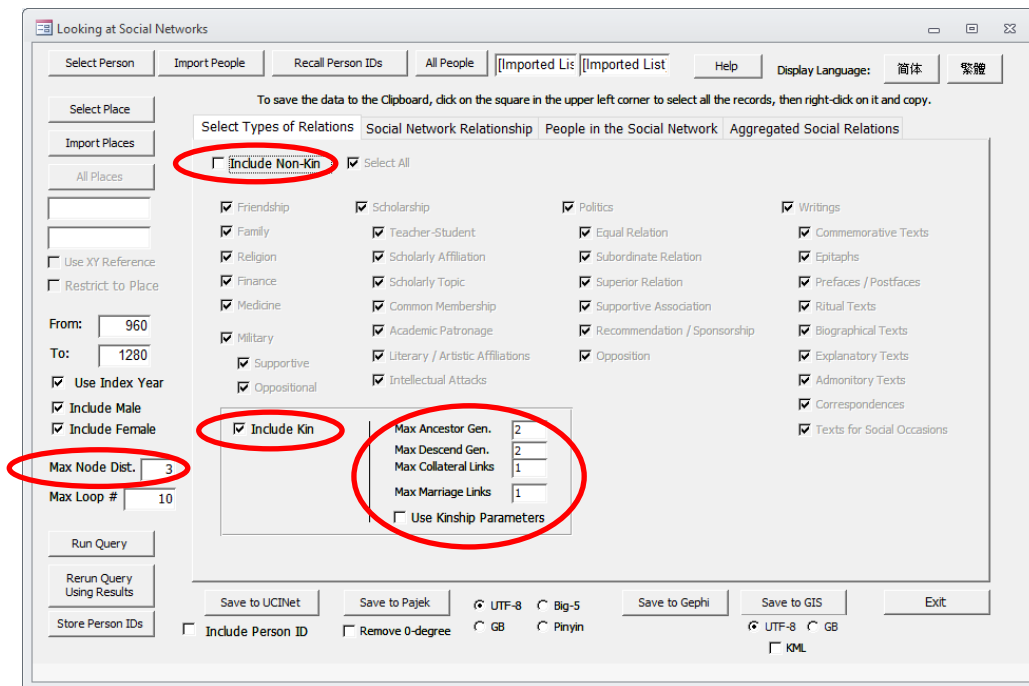 Looking at Social Networks
Select Person Import People Recall Person IDs All People [Imported Lis [Imported List Help Display Language: 简体 繁體
To save the data to the Clipboard, click on the square in the upper left corner to select all the records, then right-click on it and copy.
Select Place
Import Places
All Places
Use XY Reference
Restrict to Place
From: 960
To: 1280
Use Index Year
Include Male
Include Female
Max Node Dist. 3
Max Loop # 10
Run Query
Rerun Query
Using Results
Store Person IDs
Select Types of Relations Social Network Relationship People in the Social Network Aggregated Social Relations
Include Non-Kin Select All
Friendship Scholarship Politics Writings
Family Teacher-Student Equal Relation Commemorative Texts
Religion Scholarly Affiliation Subordinate Relation Epitaphs
Finance Scholarly Topic Superior Relation Prefaces / Postfaces
Medicine Common Membership Supportive Association Ritual Texts
Military Academic Patronage Recommendation / Sponsorship Biographical Texts
Supportive Literary / Artistic Affiliations Opposition Explanatory Texts
Oppositional Intellectual Attacks Admonitory Texts
Correspondences
Texts for Social Occasions
Include Kin
Max Ancestor Gen. 2
Max Descend Gen. 2
Max Collateral Links 1
Max Marriage Links 1
Use Kinship Parameters
Save to UCINet Save to Pajek UTF-8 Big-5 Save to Gephi Save to GIS Exit
Include Person ID Remove 0-degree GB Pinyin UTF-8 GB
KML